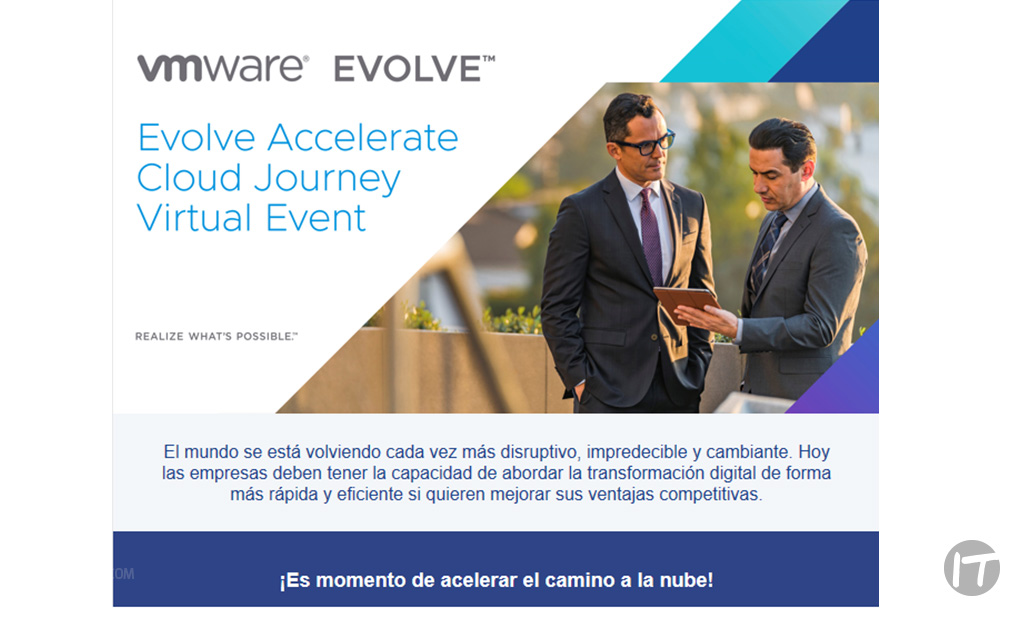 vmware® EVOLVE™
Evolve Accelerate
Cloud Journey
Virtual Event
REALIZE WHAT'S POSSIBLE.™
El mundo se está volviendo cada vez más disruptivo, impredecible y cambiante. Hoy
las empresas deben tener la capacidad de abordar la transformación digital de forma
más rápida y eficiente si quieren mejorar sus ventajas competitivas.
.COM
¡Es momento de acelerar el camino a la nube!
IT